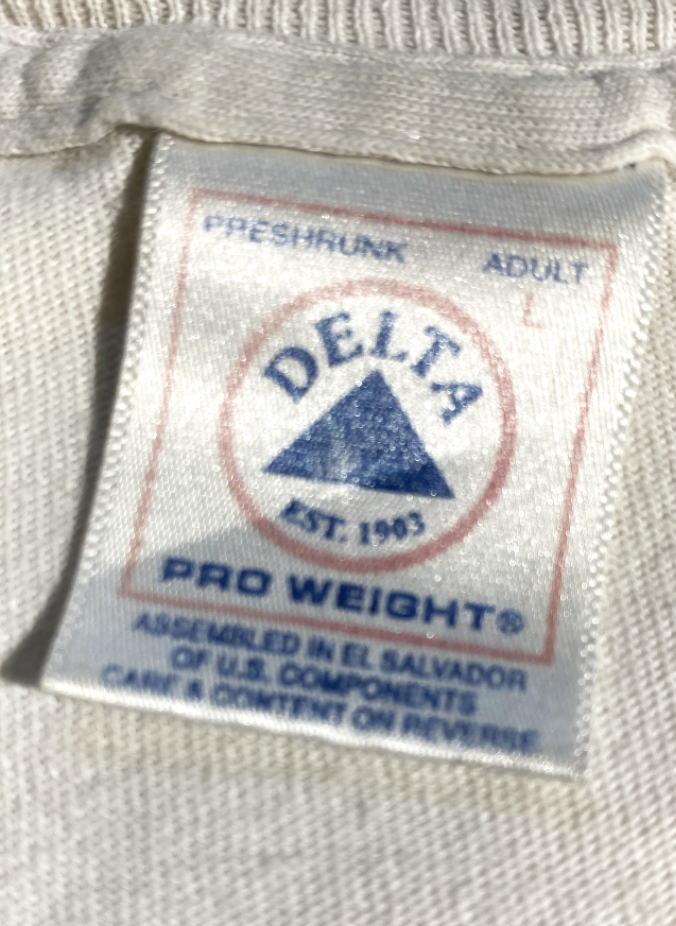 PRESHRUNK ADULT
L
DELTA
EST. 1903
PRO WEIGHT®
ASSEMBLED IN EL SALVADOR
OF U.S. COMPONENTS
CARE & CONTENT ON REVERSE